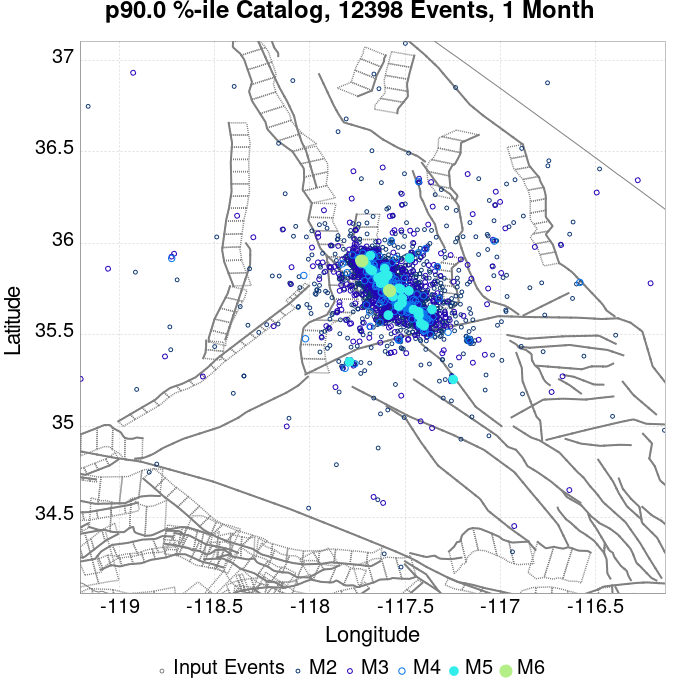 p90.0 %-ile Catalog, 12398 Events, 1 Month
37
36.5
36
35.5
35
34.5
Latitude
-119 -118.5 -118 -117.5 -117 -116.5
Longitude
Input Events M2 M3 M4 M5 M6